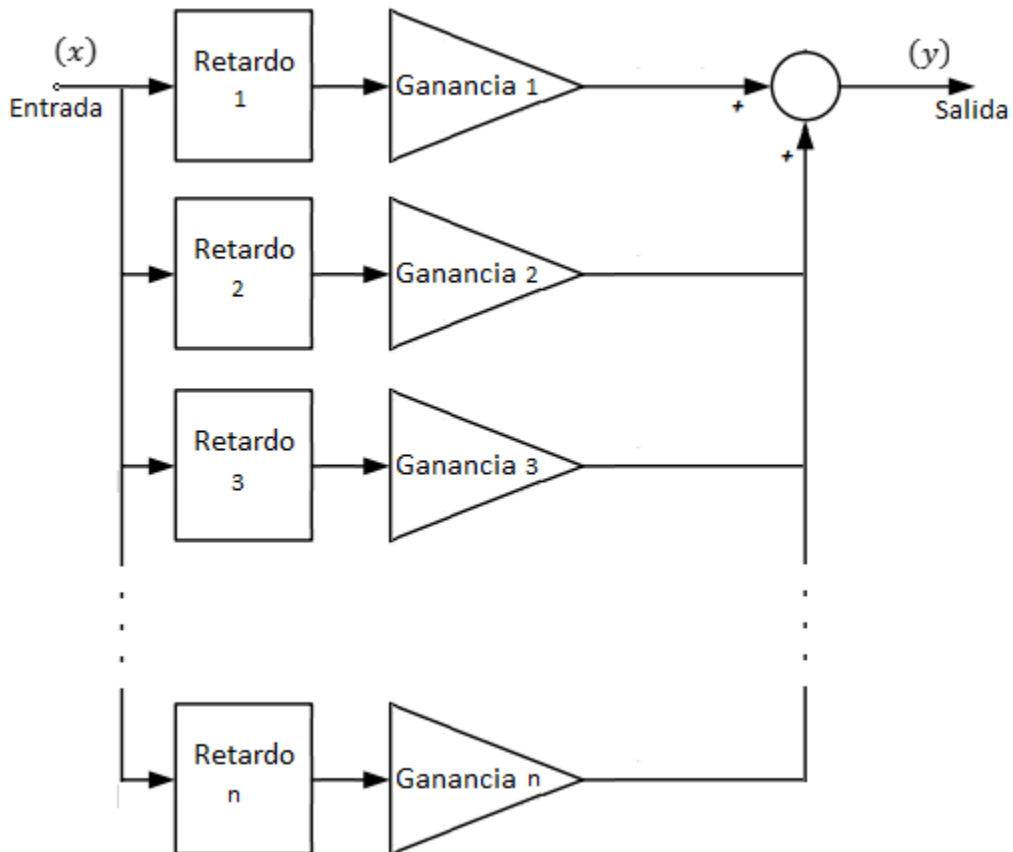 (x)
Entrada
Retardo
1
Ganancia 1
+
+
(y)
Salida
Retardo
2
Ganancia 2
Retardo
3
Ganancia 3
Retardo
n
Ganancia n